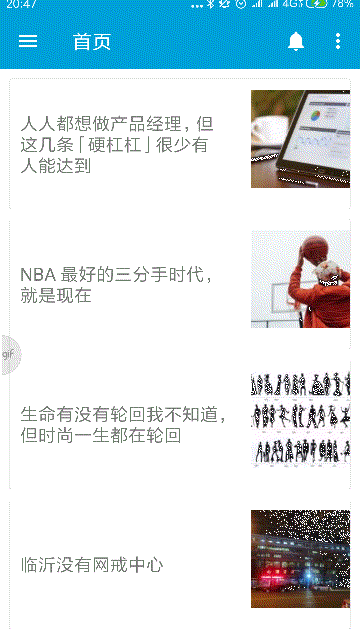 20:47
4G
78%
首页
人人都想做产品经理，但
这几条「硬杠杠」很少有
人能达到
NBA 最好的三分手时代，
就是现在
gif
生命有没有轮回我不知道，
但时尚一生都在轮回
临沂没有网戒中心